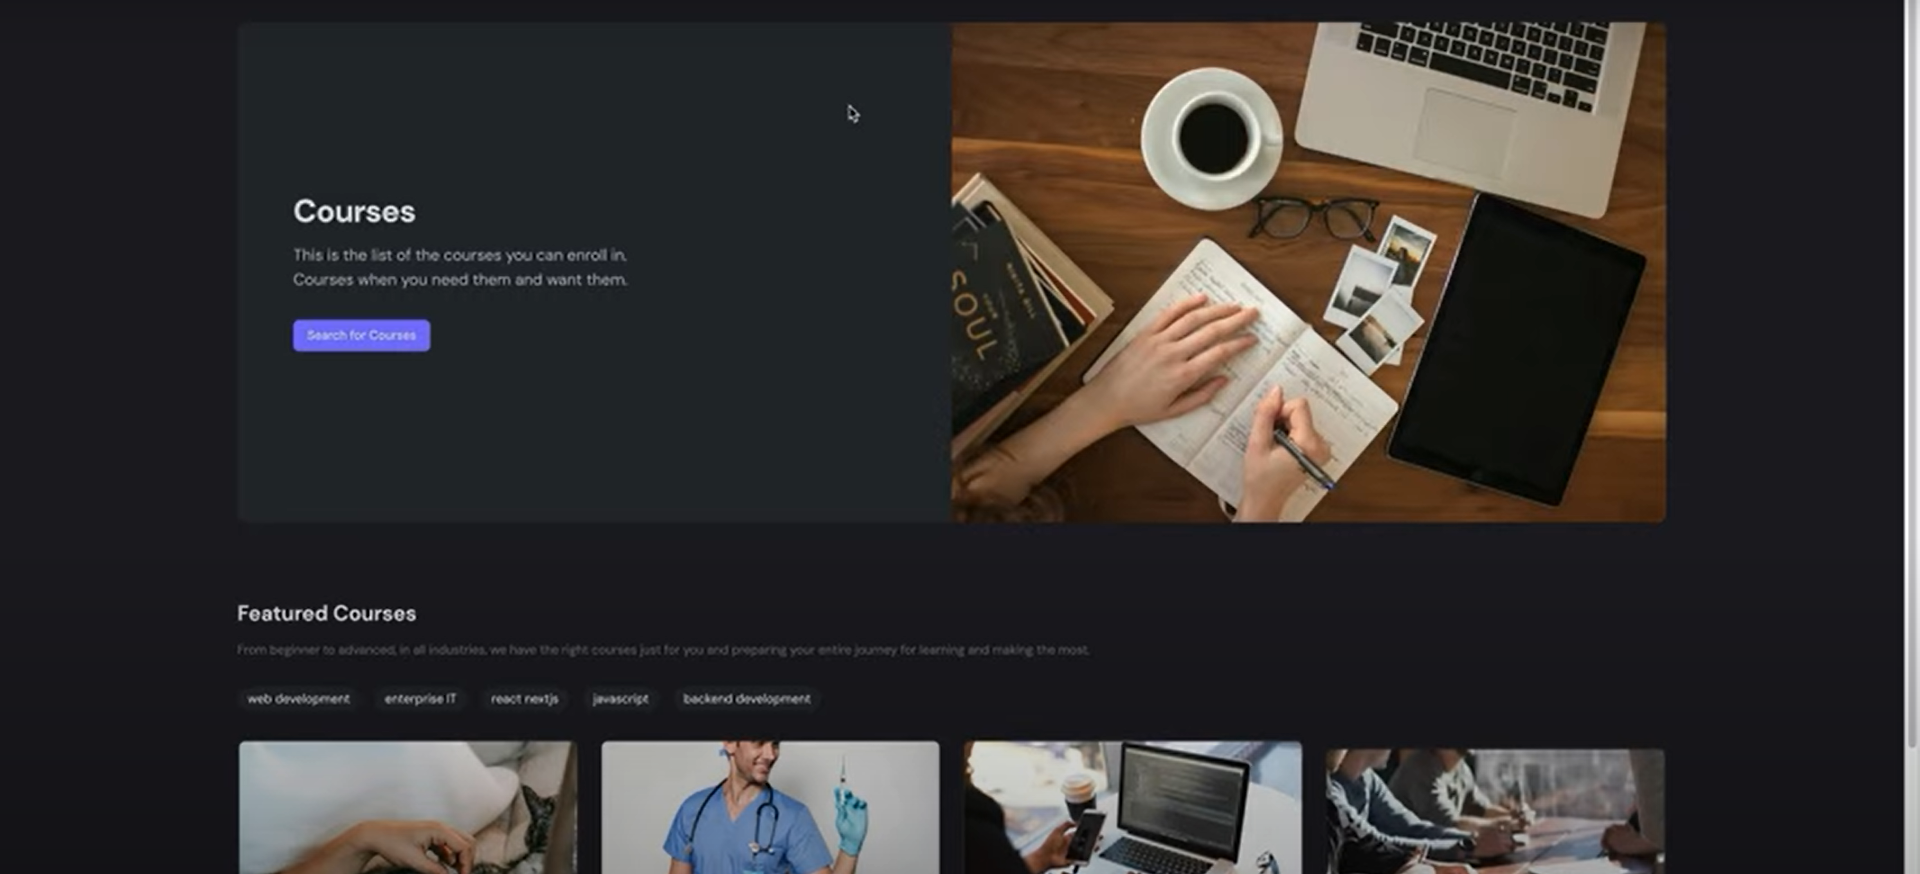 Courses
This is the list of the courses you can enroll in.
Courses when you need them and want them.
Search for Courses
SOUL
Featured Courses
From beginner to advanced, in all industries, we have the right courses just for you and preparing your entire journey for learning and making the most.
web development
enterprise IT
react nextjs
javascript
backend development